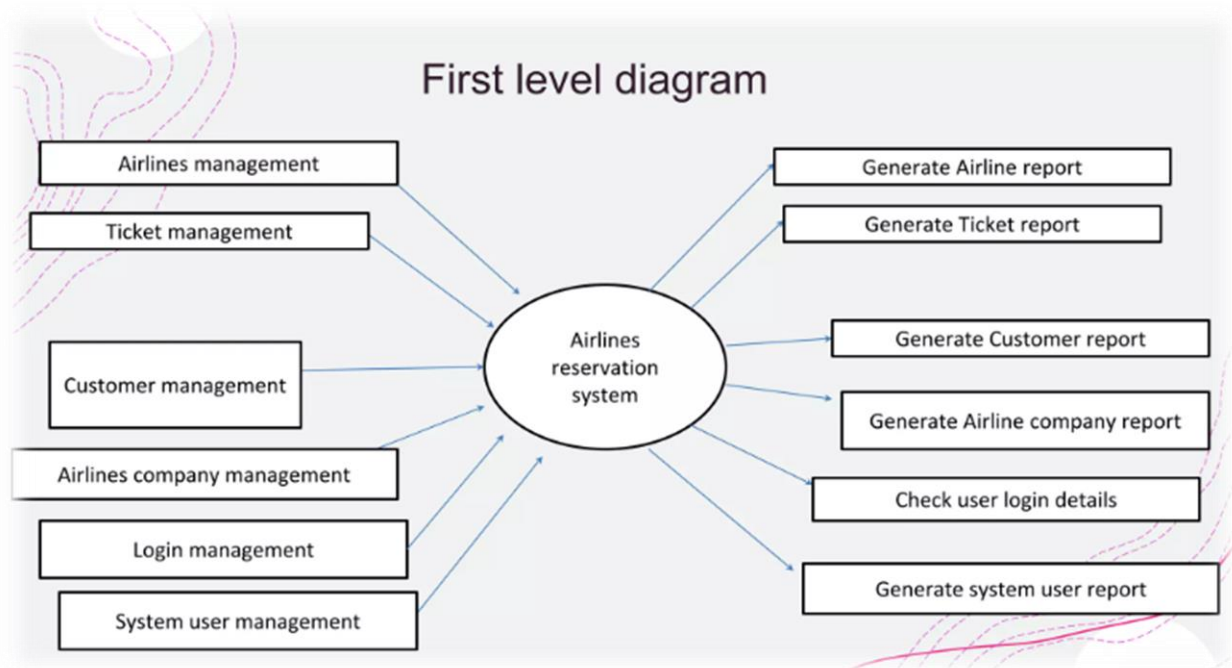 First level diagram
Airlines management
Ticket management
Customer management
Airlines company management
Login management
System user management
Airlines
reservation
system
Generate Airline report
Generate Ticket report
Generate Customer report
Generate Airline company report
Check user login details
Generate system user report